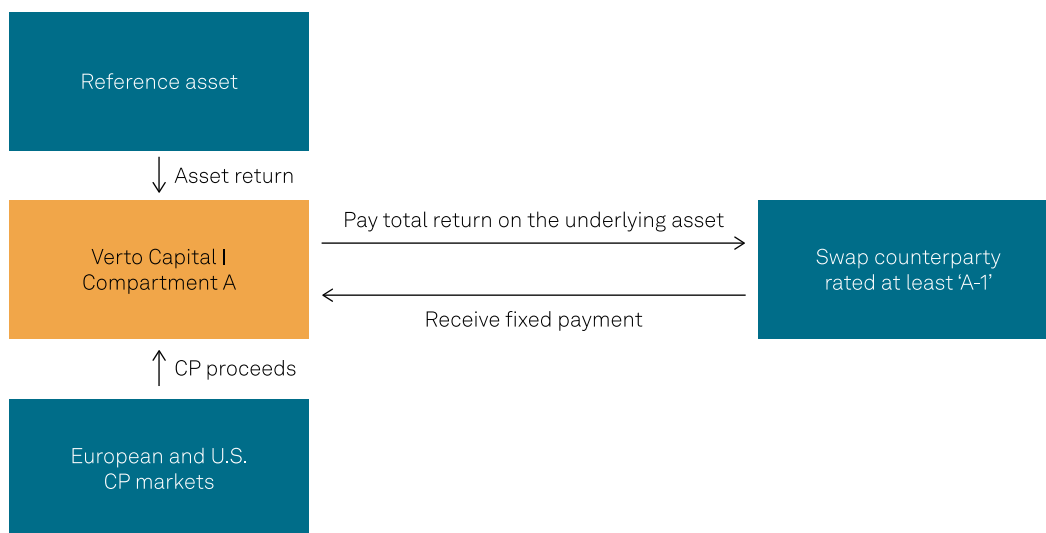 Reference asset
Asset return
Verto Capital I
Compartment A
Pay total return on the underlying asset
Receive fixed payment
Swap counterparty
rated at least ‘A-1’
CP proceeds
European and U.S.
CP markets